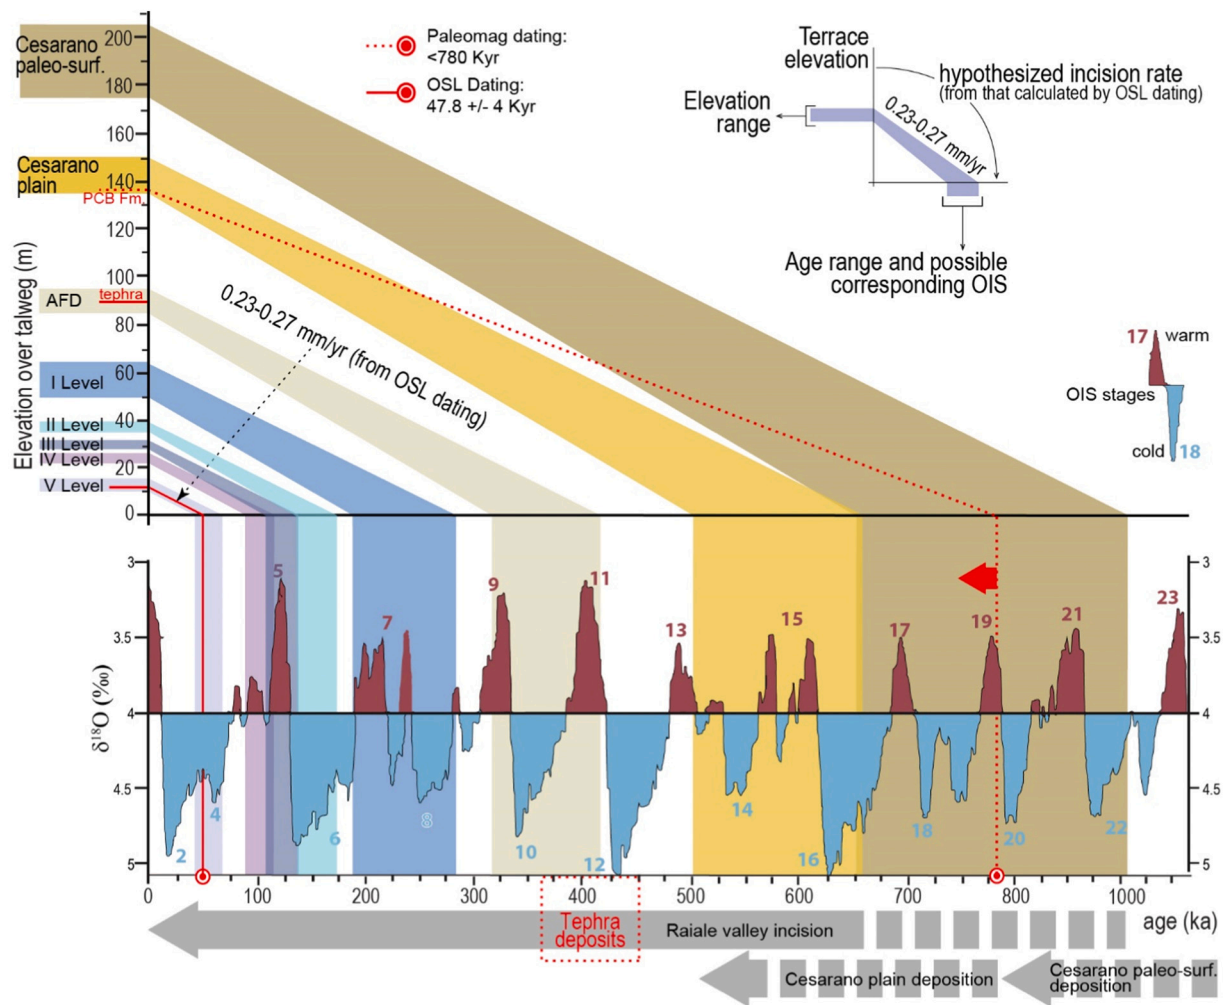 Cesarano
paleo-surf.
Cesarano
plain
PCB Fm.
AFD
tephra
I Level
II Level
III Level
IV Level
V Level
Elevation over talweg (m)
200
180
160
140
120
100
80
60
40
20
0
Paleomag dating:
<780 Kyr
OSL Dating:
47.8 +/- 4 Kyr
Terrace
elevation
hypothesized incision rate
(from that calculated by OSL dating)
Elevation
range
0.23-0.27 mm/yr
Age range and possible
corresponding OIS
0.23-0.27 mm/yr (from OSL dating)
17 warm
OIS stages
cold 18
δ18O (‰)
3
3.5
4
4.5
5
3
3.5
4
4.5
5
5
7
9
11
13
15
17
19
21
23
2
4
6
8
10
12
14
16
18
20
22
0 100 200 300 400 500 600 700 800 900 1000
age (ka)
Tephra
deposits
Raiale valley incision
Cesarano plain deposition
Cesarano paleo-surf.
deposition